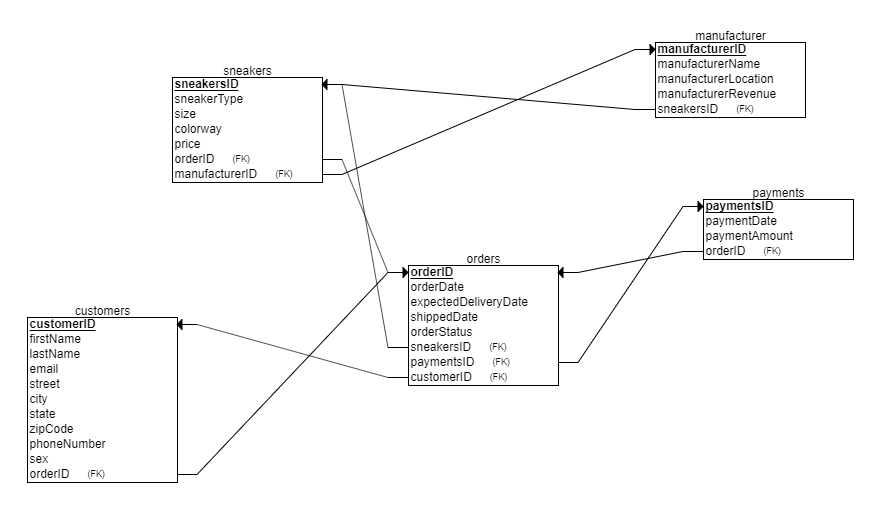 manufacturer
manufacturerID
manufacturerName
manufacturerLocation
manufacturerRevenue
sneakersID (FK)
sneakers
sneakersID
sneakerType
size
colorway
price
orderID (FK)
manufacturerID (FK)
payments
paymentsID
paymentDate
paymentAmount
orderID (FK)
orders
orderID
orderDate
expectedDeliveryDate
shippedDate
orderStatus
sneakersID (FK)
paymentsID (FK)
customerID (FK)
customers
customerID
firstName
lastName
email
street
city
state
zipCode
phoneNumber
sex
orderID (FK)